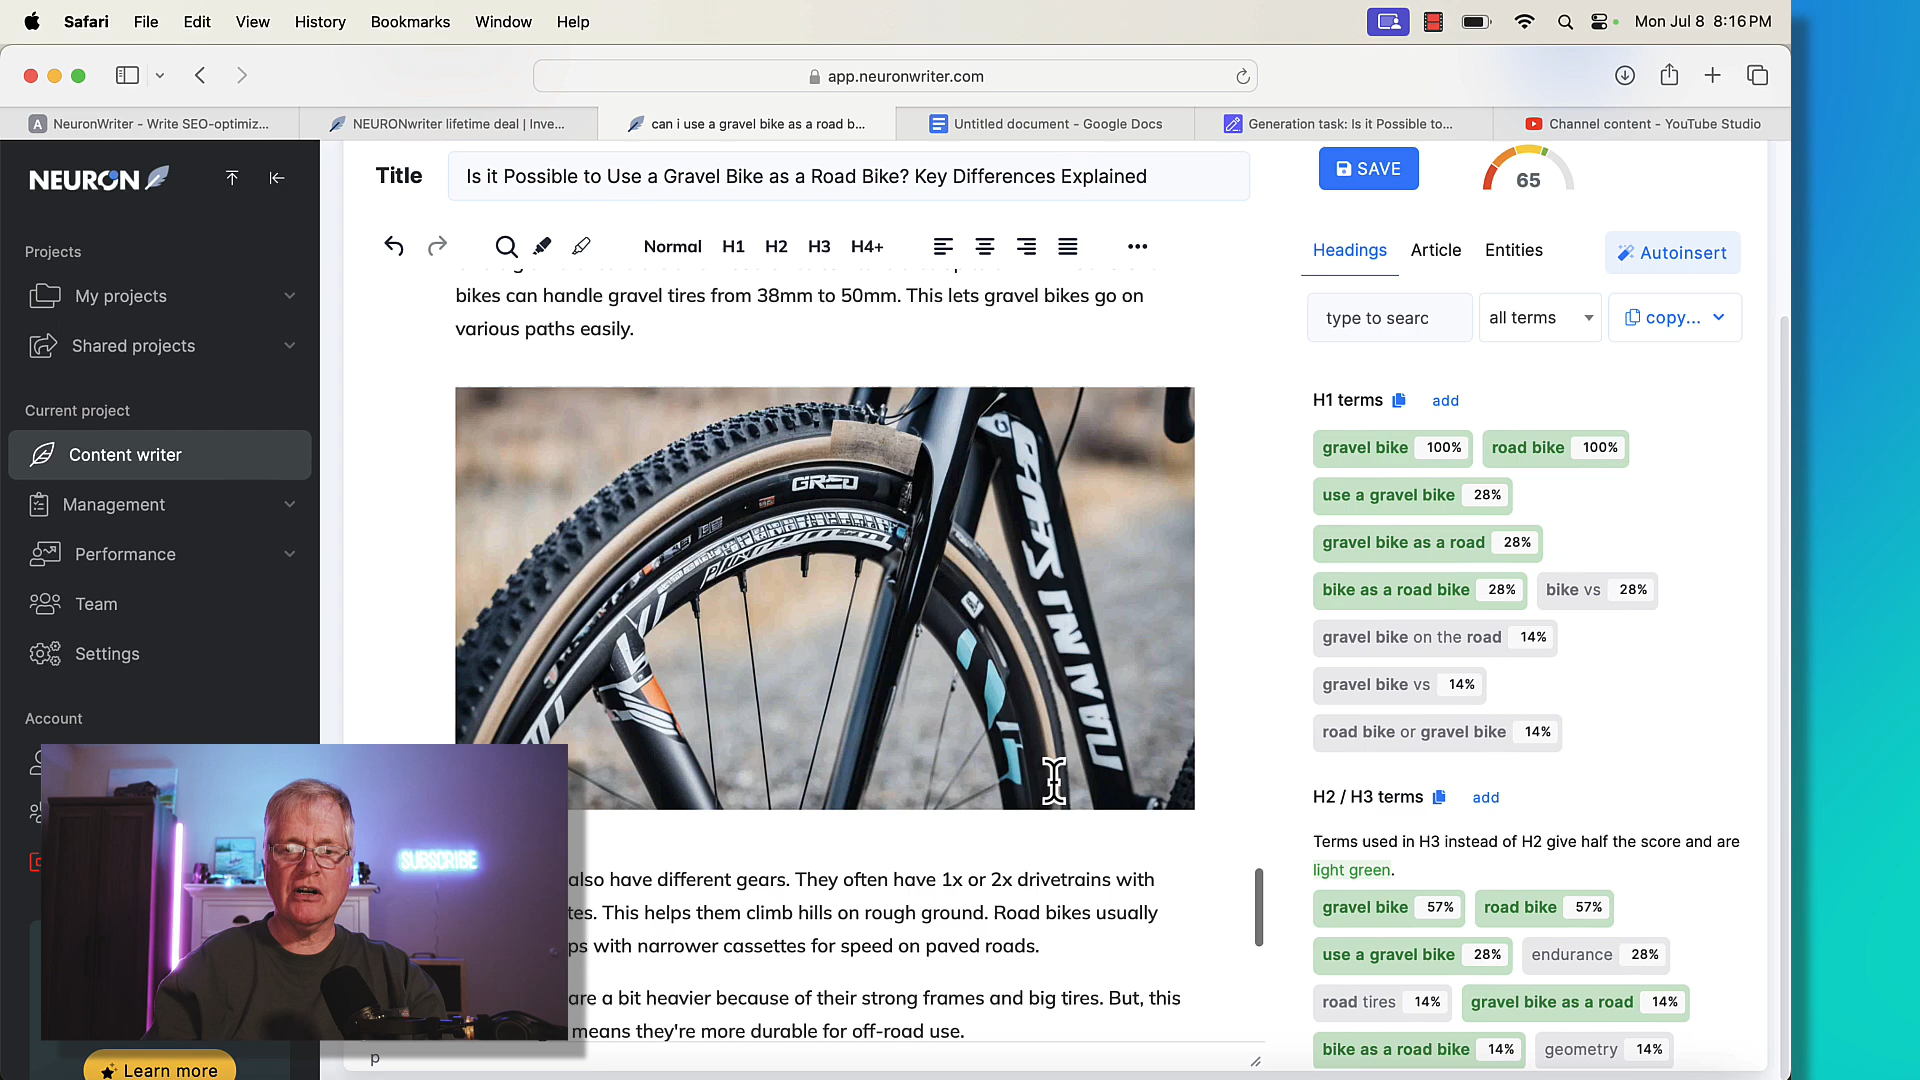 Safari File Edit View History Bookmarks Window Help
Mon Jul 8 8:16 PM
app.neuronwriter.com
A NeuronWriter - Write SEO-optimiz...
NEURONwriter lifetime deal | Inve...
can i use a gravel bike as a road b...
Untitled document - Google Docs
Generation task: Is it Possible to...
Channel content - YouTube Studio
NEURON
Title
Is it Possible to Use a Gravel Bike as a Road Bike? Key Differences Explained
SAVE
65
Projects
My projects
Shared projects
Current project
Content writer
Management
Performance
Team
Settings
Account
Learn more
Normal H1 H2 H3 H4+
bikes can handle gravel tires from 38mm to 50mm. This lets gravel bikes go on
various paths easily.
GREO
SUBSCRIBE
also have different gears. They often have 1x or 2x drivetrains with
tes. This helps them climb hills on rough ground. Road bikes usually
ps with narrower cassettes for speed on paved roads.
are a bit heavier because of their strong frames and big tires. But, this
means they're more durable for off-road use.
p
Headings Article Entities
Autoinsert
type to searc
all terms
copy...
H1 terms add
gravel bike 100% road bike 100%
use a gravel bike 28%
gravel bike as a road 28%
bike as a road bike 28% bike vs 28%
gravel bike on the road 14%
gravel bike vs 14%
road bike or gravel bike 14%
H2 / H3 terms add
Terms used in H3 instead of H2 give half the score and are
light green.
gravel bike 57% road bike 57%
use a gravel bike 28% endurance 28%
road tires 14% gravel bike as a road 14%
bike as a road bike 14% geometry 14%